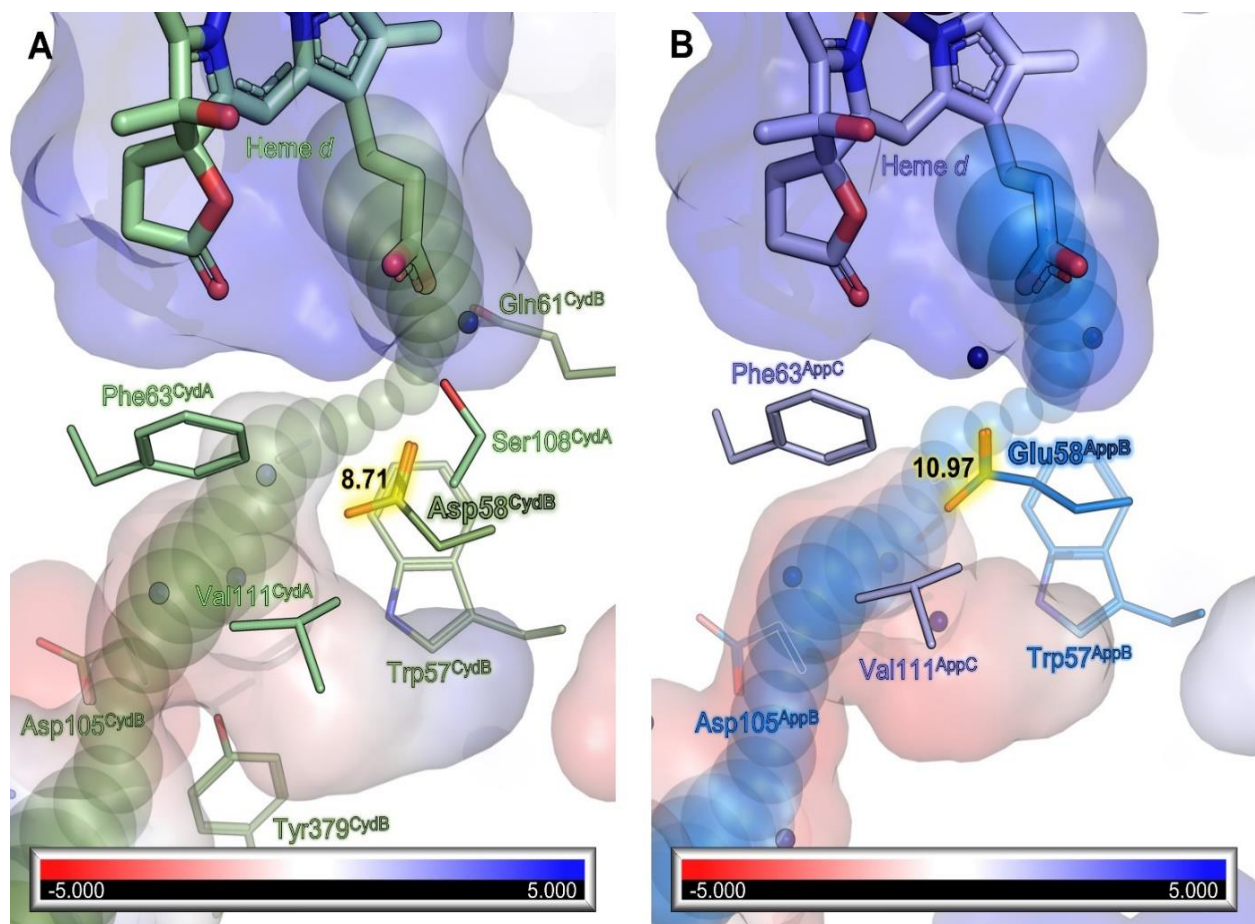 A
Heme d
Gln61CydB
Phe63CydA
Ser108CydA
8.71
Asp58CydB
Val111CydA
Trp57CydB
Asp105CydB
Tyr379CydB
-5.000
5.000
B
Heme d
Phe63AppC
10.97
Glu58AppB
Val111AppC
Trp57AppB
Asp105AppB
-5.000
5.000